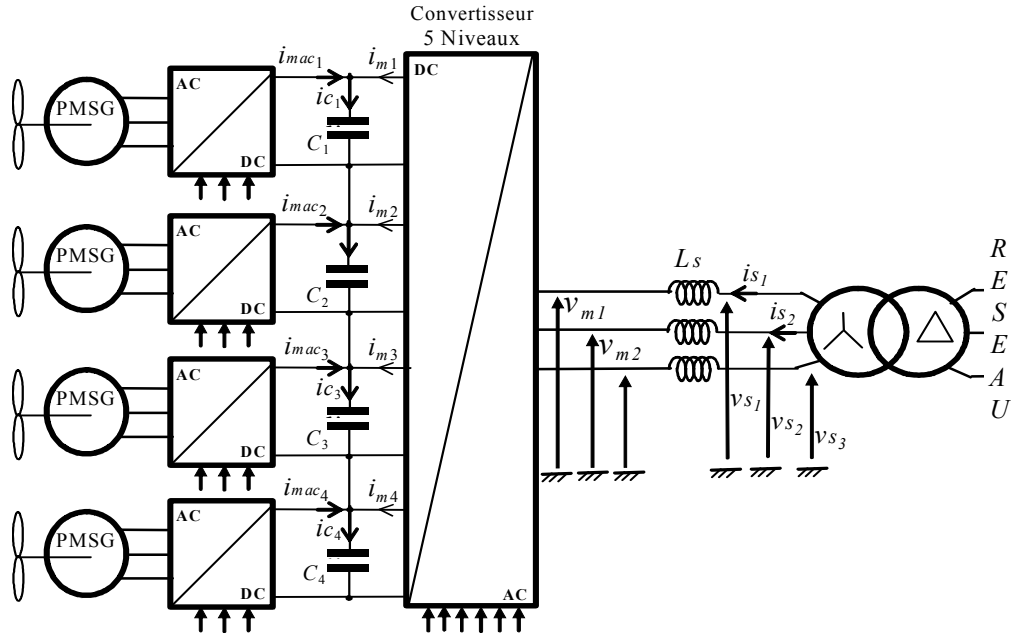 Convertisseur
5 Niveaux
PMSG
AC
DC
imac1
im1
ic1
C1
DC
PMSG
AC
DC
imac2
im2
C2
PMSG
AC
DC
imac3
im3
ic3
C3
PMSG
AC
DC
imac4
im4
ic4
C4
AC
vm1
vm2
Ls
is1
is2
vs1
vs2
vs3
RESEAU